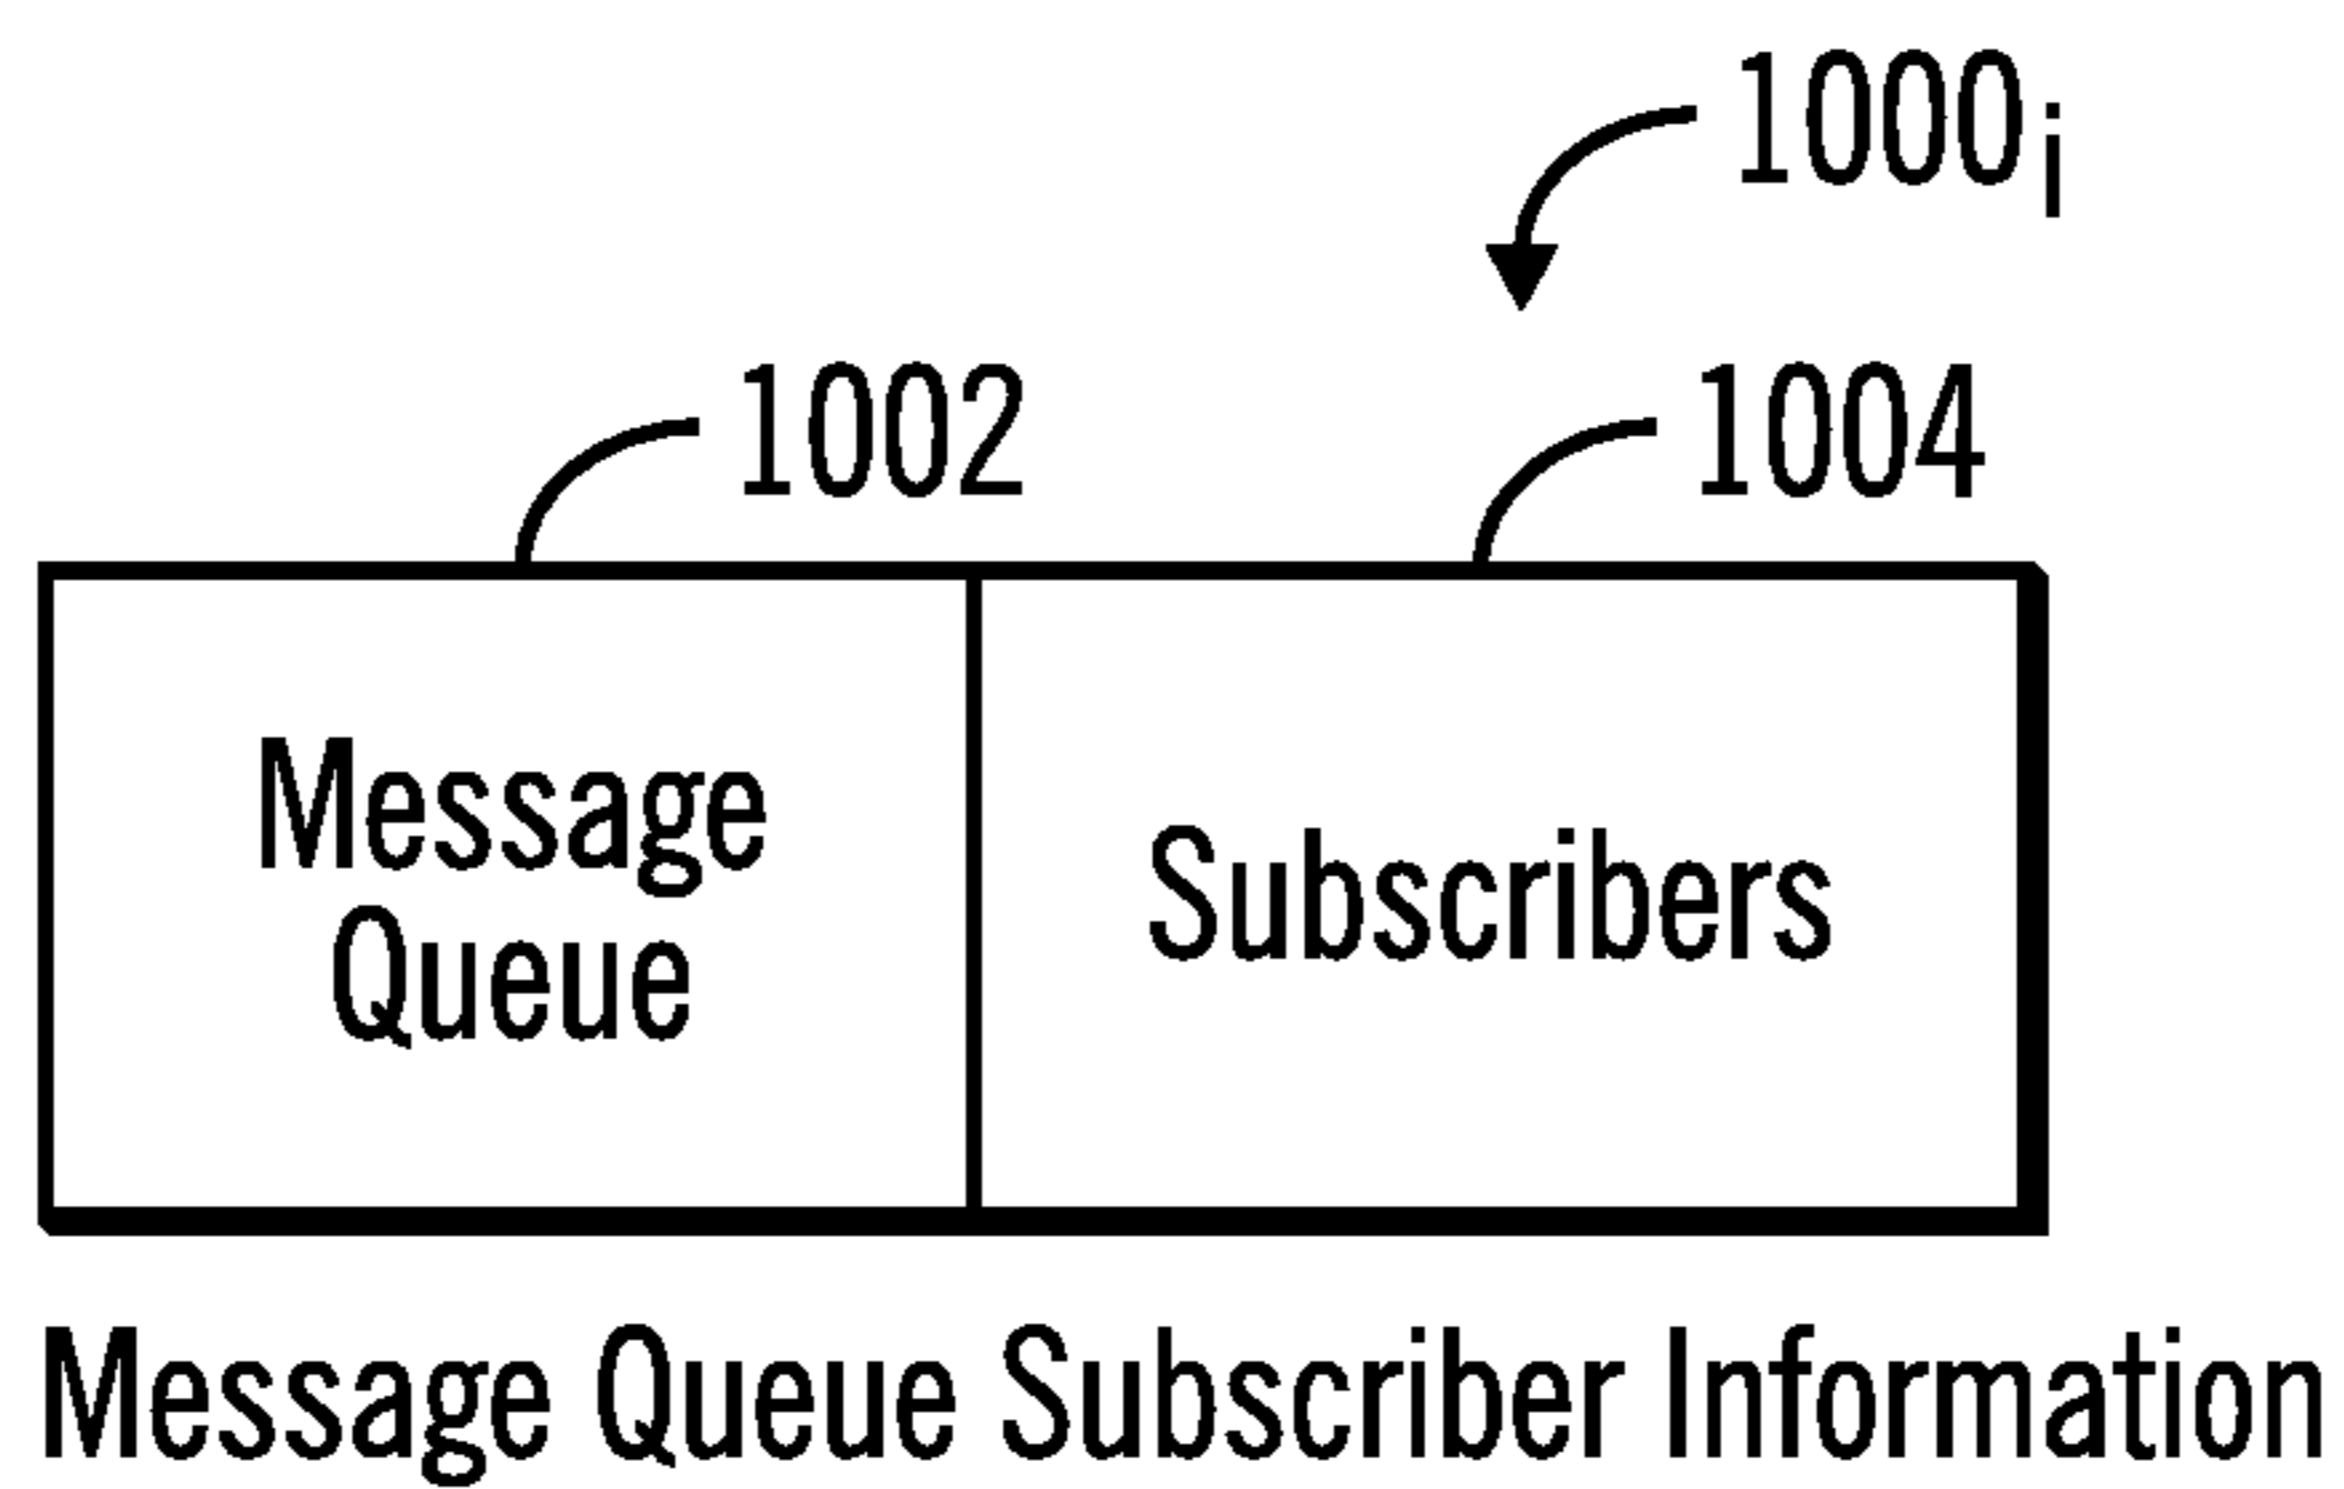 1000i
1002
1004
Message
Queue
Subscribers
Message Queue Subscriber Information